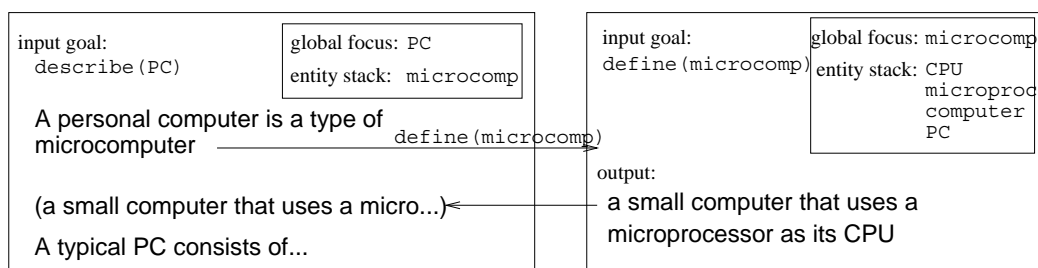 input goal:
describe(PC)
global focus: PC
entity stack: microcomp
A personal computer is a type of
microcomputer
define(microcomp)
(a small computer that uses a micro...)
A typical PC consists of...
input goal:
define(microcomp)
global focus: microcomp
entity stack: CPU
microproc
computer
PC
output:
a small computer that uses a
microprocessor as its CPU